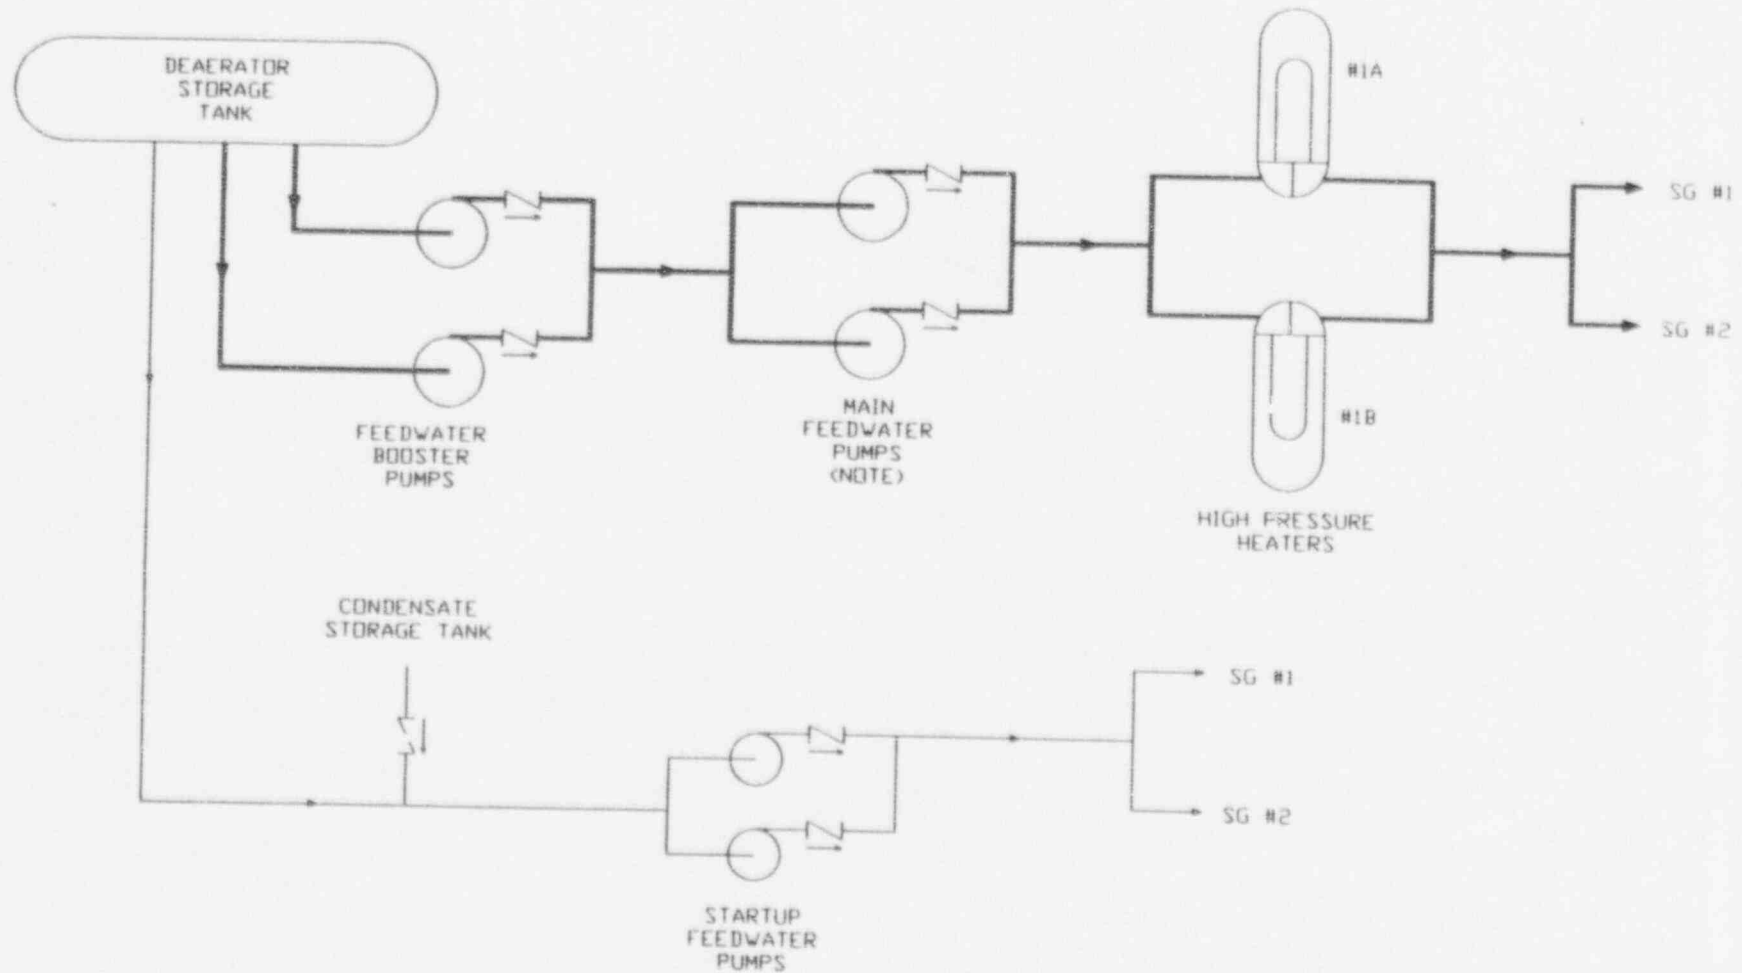 DEAERATOR
STORAGE
TANK
#1A
SG #1
SG #2
FEEDWATER
BOOSTER
PUMPS
MAIN
FEEDWATER
PUMPS
(NOTE)
#1B
HIGH PRESSURE
HEATERS
CONDENSATE
STORAGE TANK
SG #1
SG #2
STARTUP
FEEDWATER
PUMPS